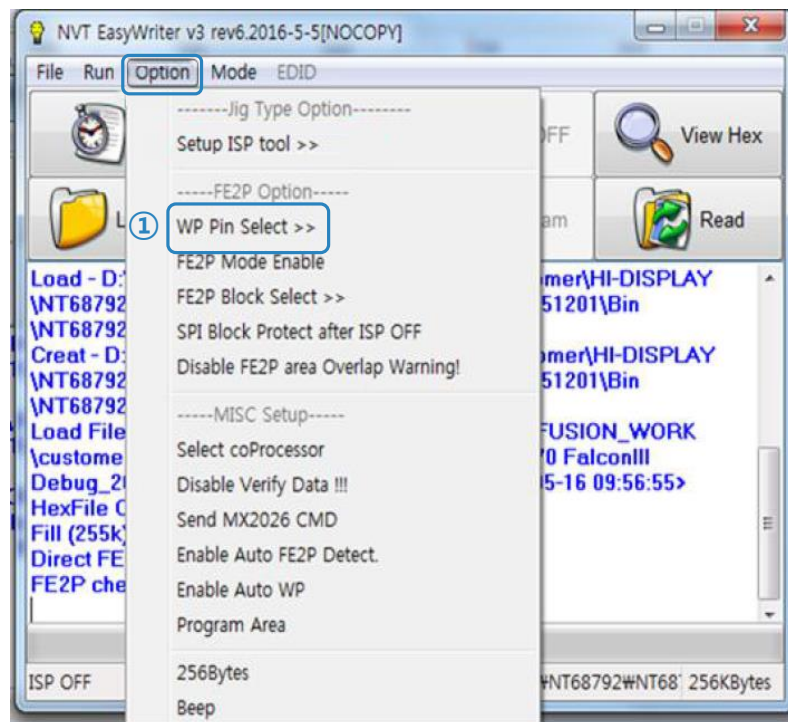 NVT EasyWriter v3 rev6.2016-5-5[NOCOPY]
File Run Option Mode EDID
-------Jig Type Option--------
Setup ISP tool >>
OFF
View Hex
-----FE2P Option-----
L
①
WP Pin Select >>
am
Read
FE2P Mode Enable
FE2P Block Select >>
SPI Block Protect after ISP OFF
Disable FE2P area Overlap Warning!
-----MISC Setup-----
Select coProcessor
Disable Verify Data !!!
Send MX2026 CMD
Enable Auto FE2P Detect.
Enable Auto WP
Program Area
256Bytes
Beep
Load - D:
omer\HI-DISPLAY
\NT68792
51201\Bin
\NT68792
Creat - D:
omer\HI-DISPLAY
\NT68792
51201\Bin
\NT68792
Load File
FUSION_WORK
\custome
70 FalconIII
Debug_2
05-16 09:56:55>
HexFile
Fill (255k)
Direct FE
FE2P che
ISP OFF
₩NT68792₩NT68
256KBytes